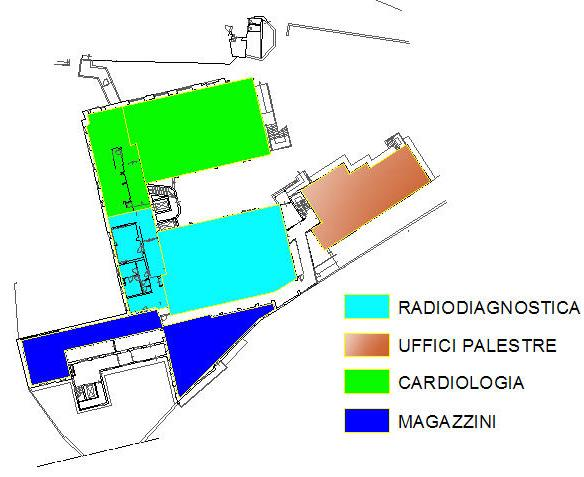 RADIODIAGNOSTICA
UFFICI PALESTRE
CARDIOLOGIA
MAGAZZINI